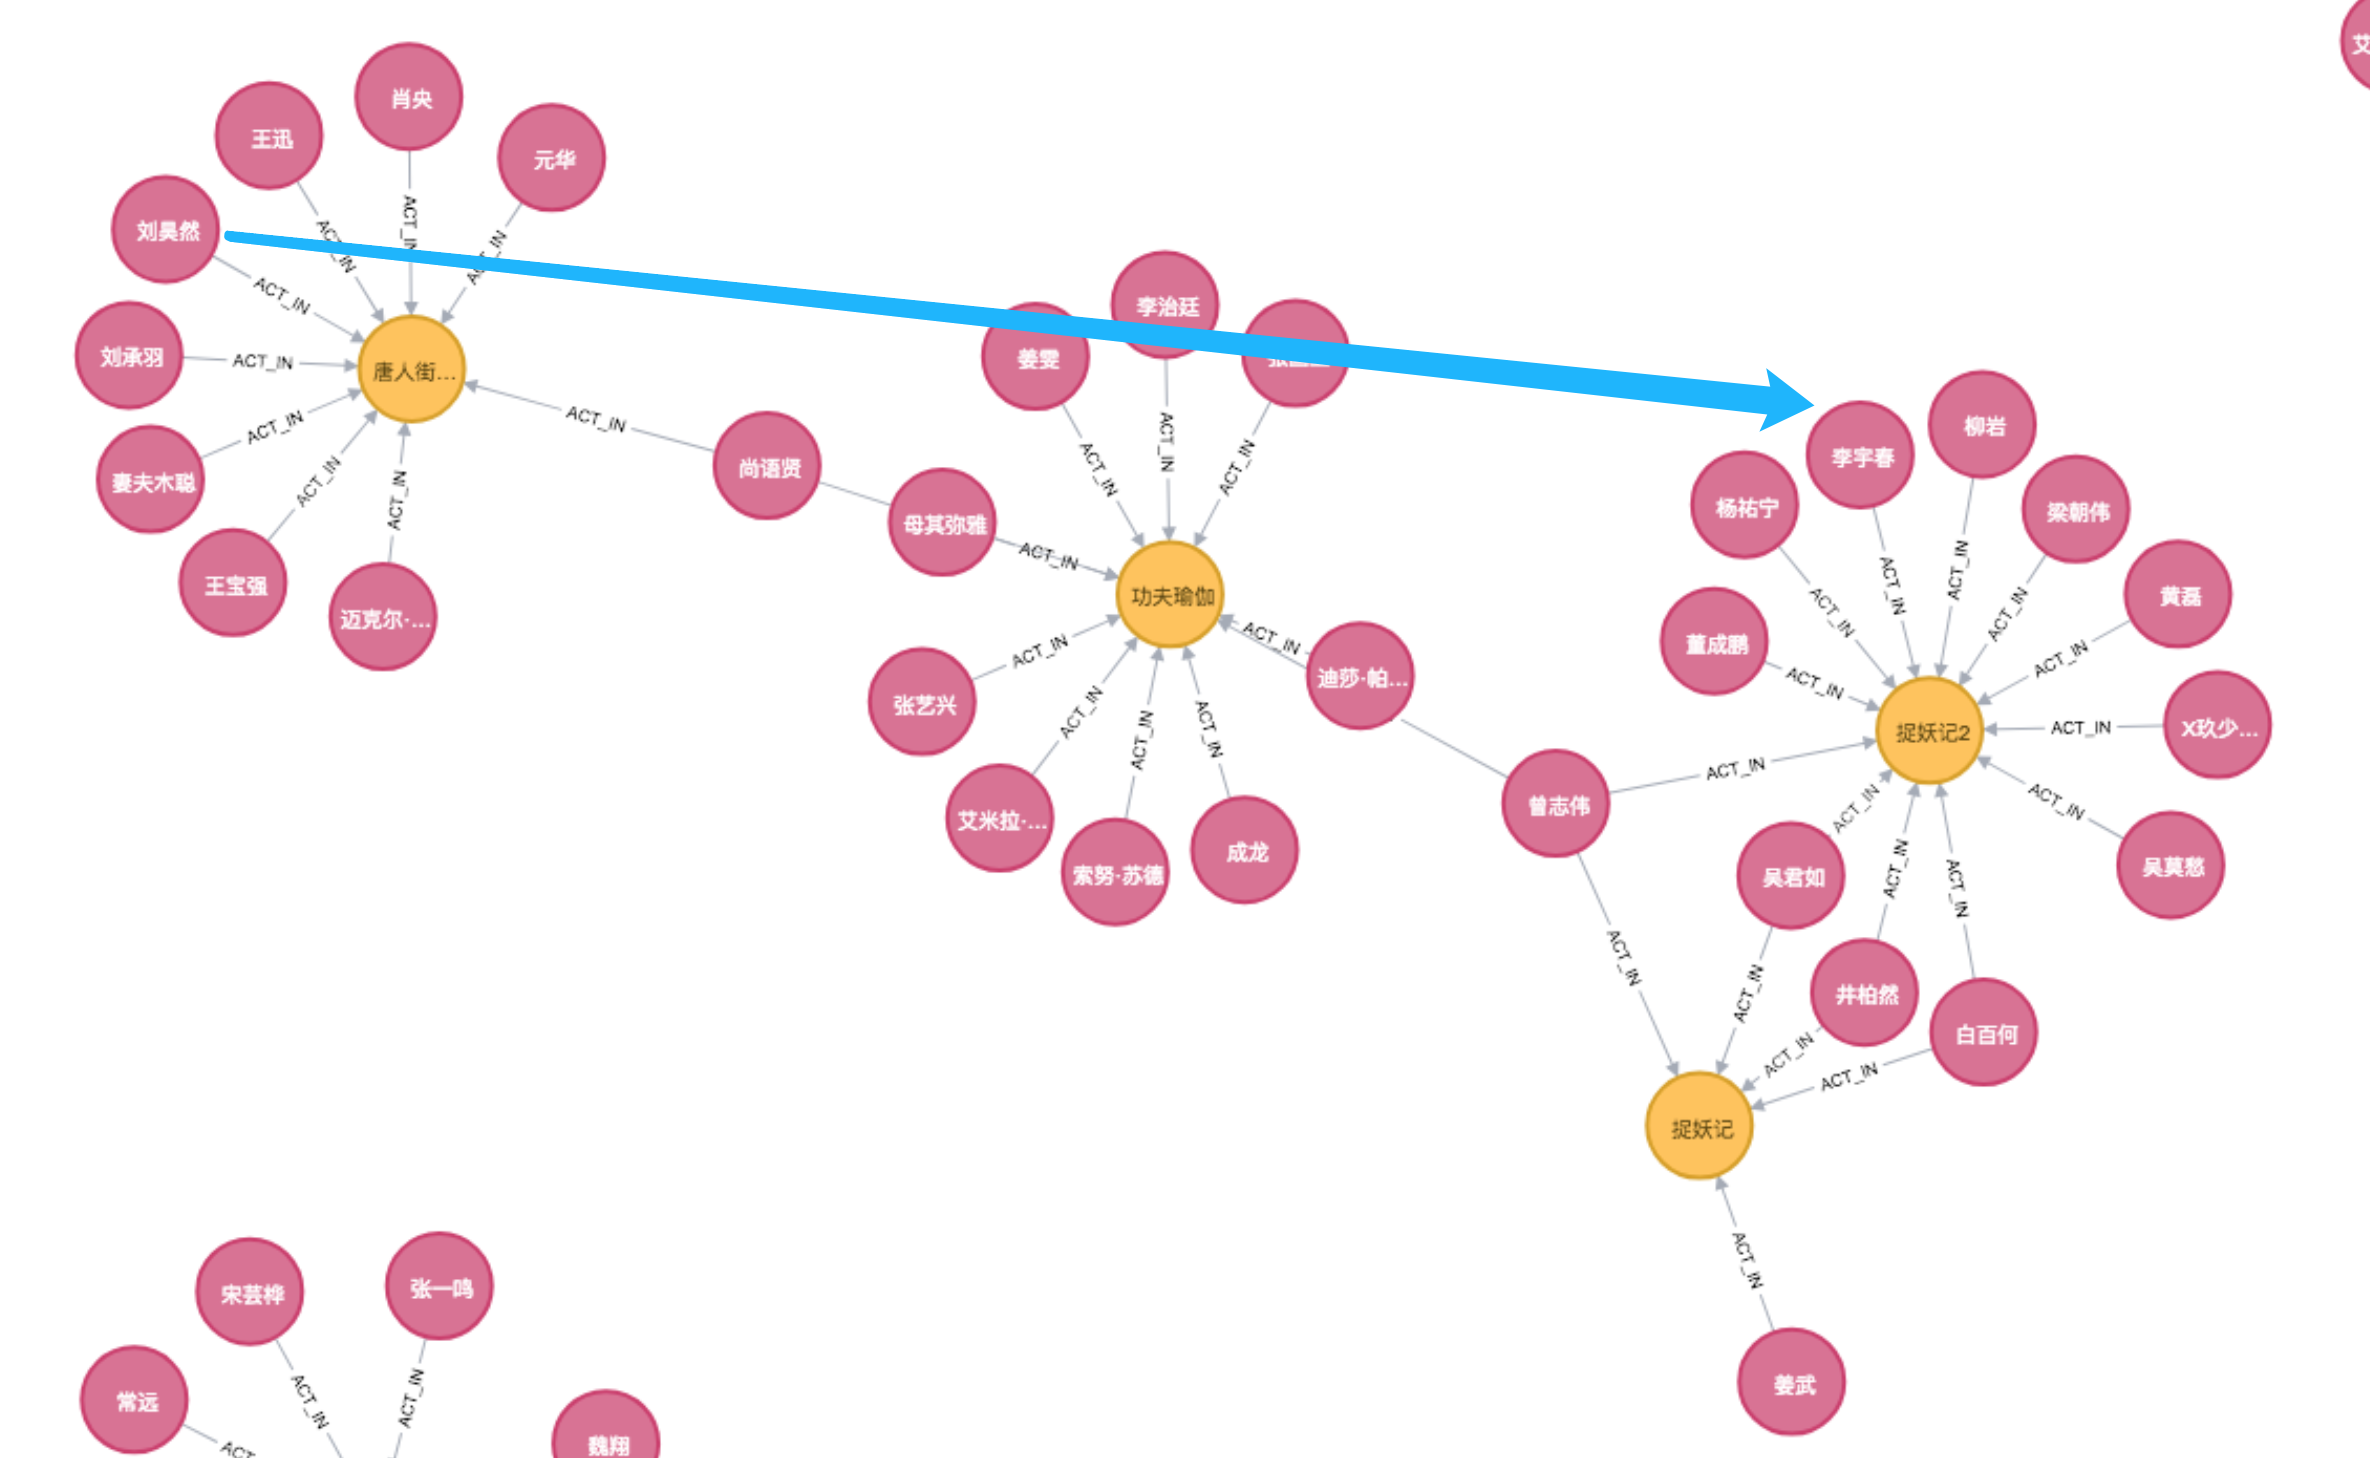 艾
肖央
王迅
元华
刘昊然
ACT_IN
ACT_IN
ACT_IN
ACT_IN
李治廷
姜雯
刘承羽
ACT_IN
唐人街...
ACT_IN
尚语贤
妻夫木聪
ACT_IN
ACT_IN
ACT_IN
王宝强
迈克尔·...
母其弥雅
ACT_IN
ACT_IN
ACT_IN
ACT_IN
功夫瑜伽
ACT_IN
迪莎·帕...
张艺兴
ACT_IN
ACT_IN
ACT_IN
ACT_IN
艾米拉·...
索努·苏德
成龙
柳岩
李宇春
杨祐宁
梁朝伟
黄磊
董成鹏
ACT_IN
ACT_IN
ACT_IN
ACT_IN
ACT_IN
ACT_IN
捉妖记2
ACT_IN
X玖少...
ACT_IN
曾志伟
ACT_IN
ACT_IN
吴君如
ACT_IN
ACT_IN
吴莫愁
ACT_IN
ACT_IN
井柏然
白百何
ACT_IN
ACT_IN
捉妖记
ACT_IN
姜武
宋芸桦
张一鸣
常远
ACT_IN
ACT_IN
ACT
魏翔